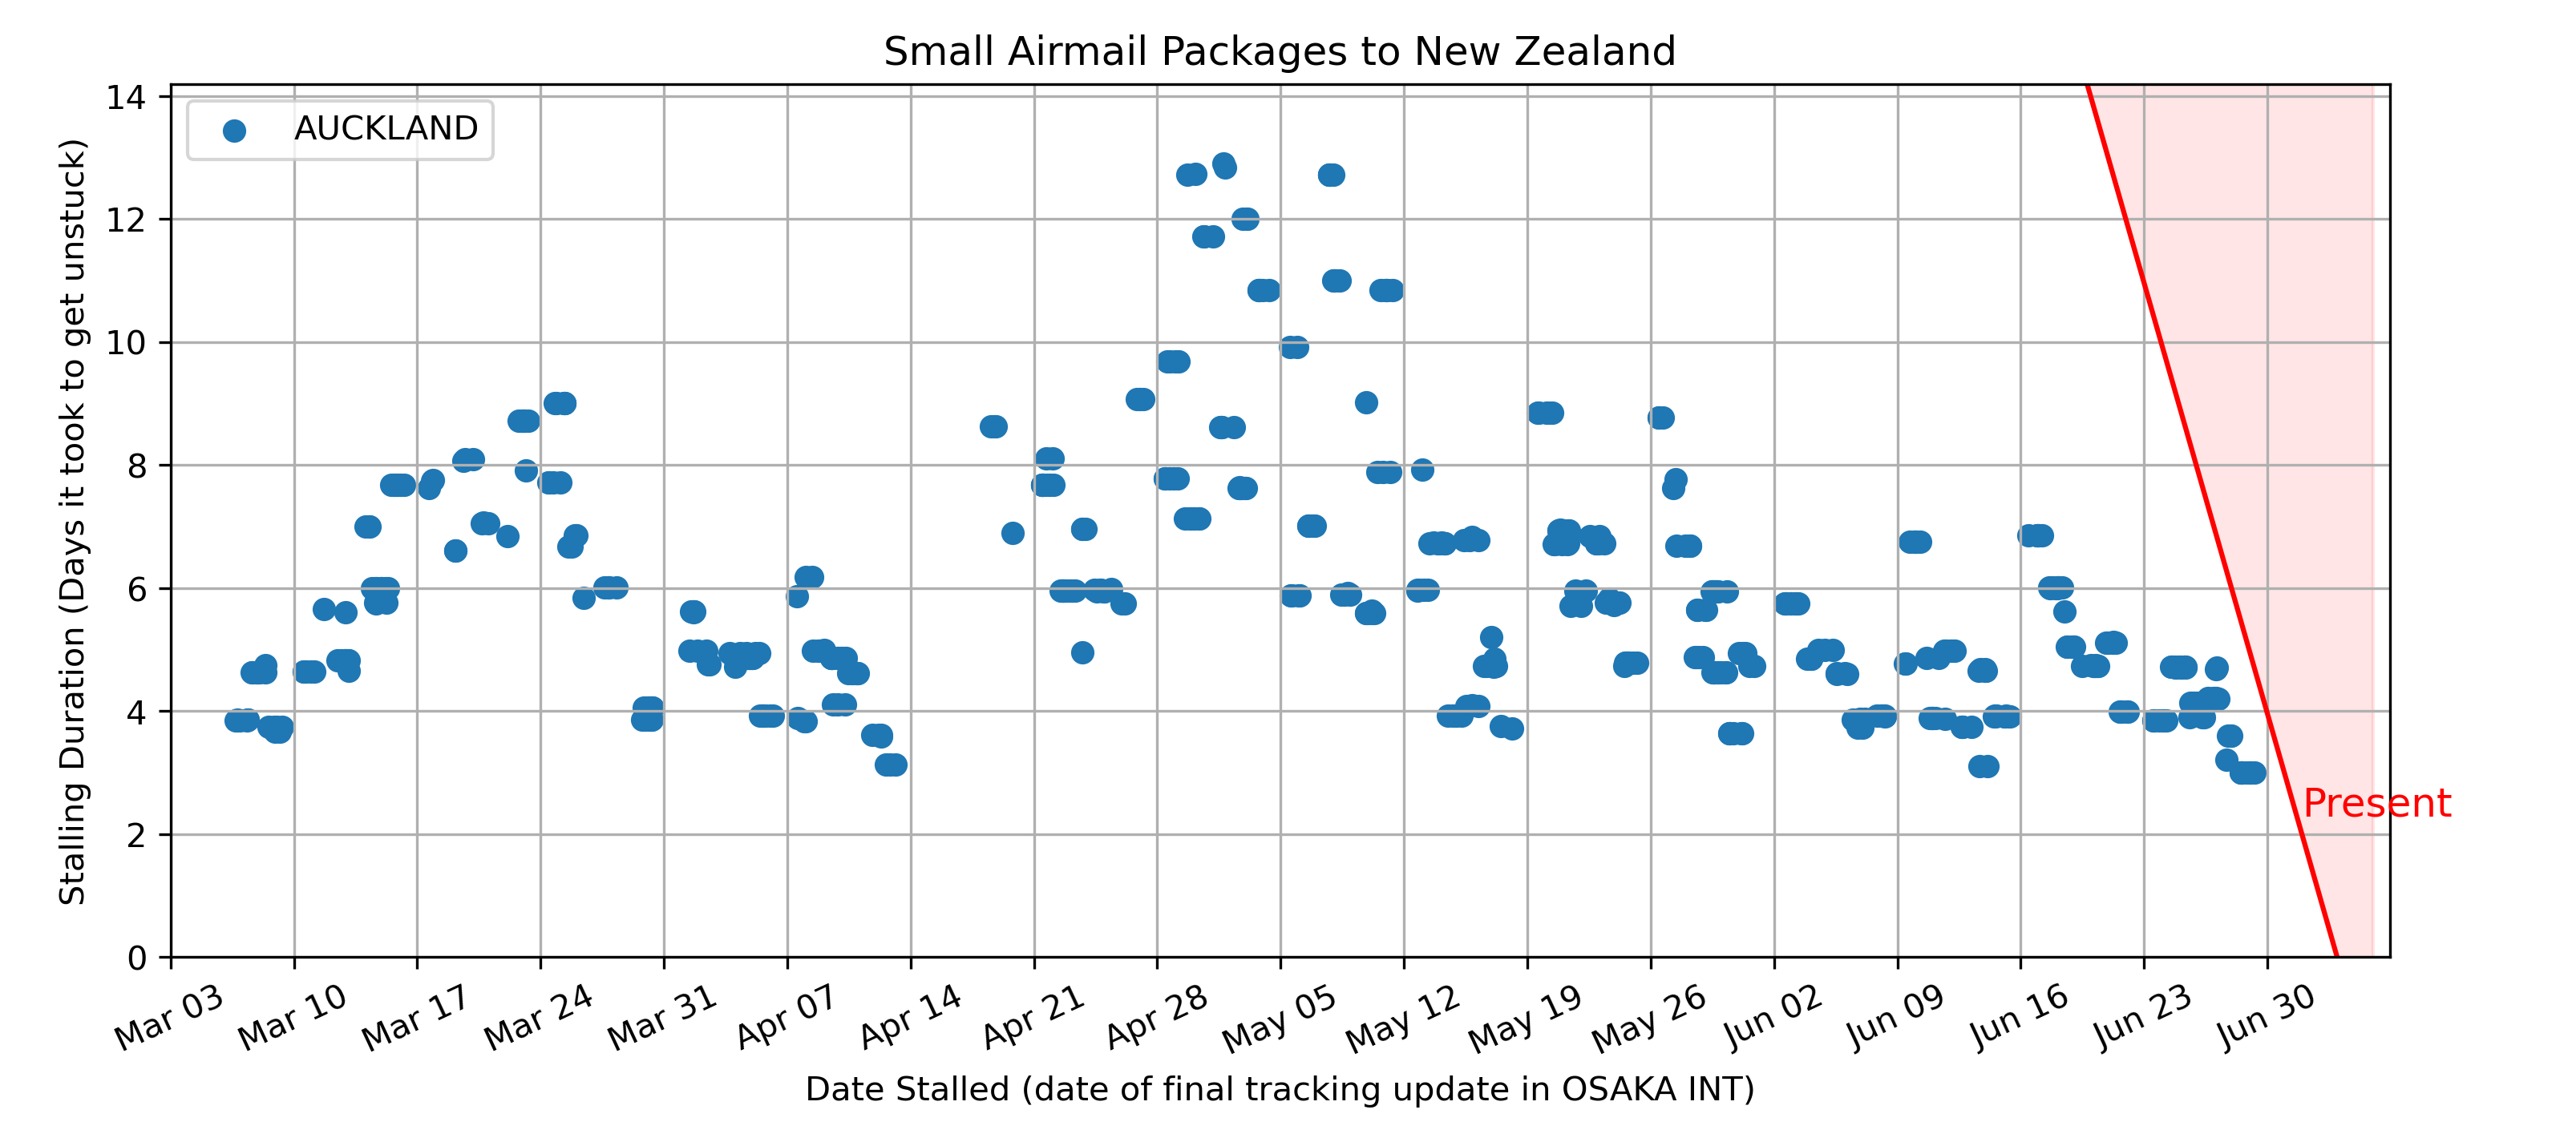 Small Airmail Packages to New Zealand
AUCKLAND
Stalling Duration (Days it took to get unstuck)
14
12
10
8
6
4
2
0
Present
Mar 03
Mar 10
Mar 17
Mar 24
Mar 31
Apr 07
Apr 14
Apr 21
Apr 28
May 05
May 12
May 19
May 26
Jun 02
Jun 09
Jun 16
Jun 23
Jun 30
Date Stalled (date of final tracking update in OSAKA INT)